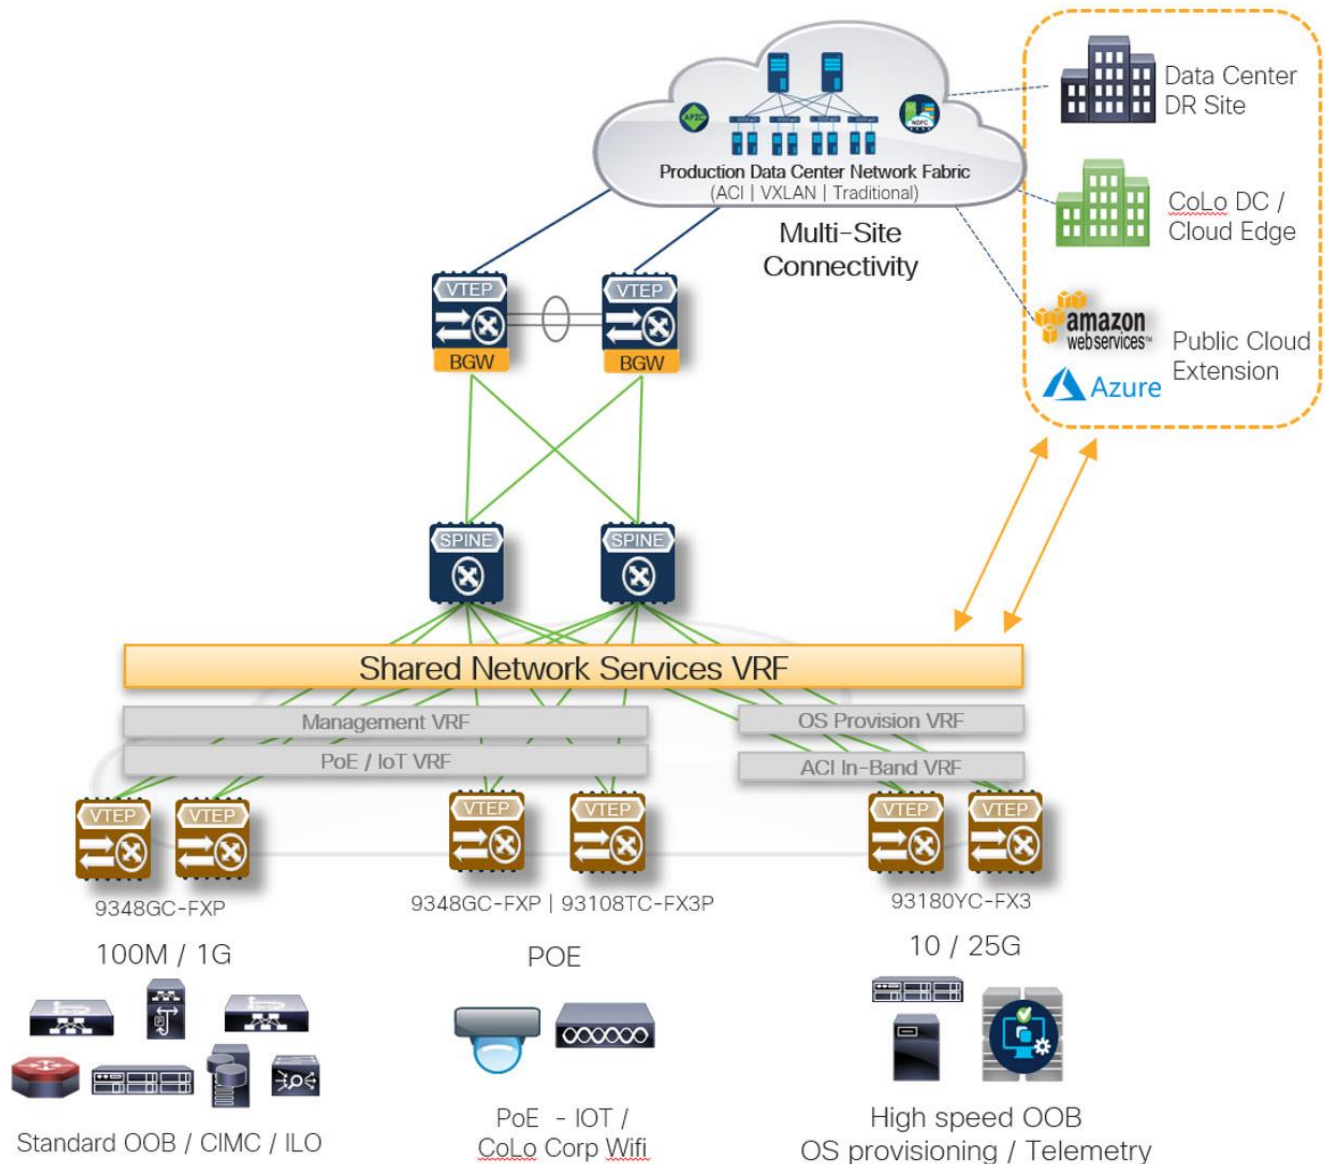 APIC
NDFC
Production Data Center Network Fabric
(ACI | VXLAN | Traditional)
Multi-Site
Connectivity
Data Center
DR Site
CoLo DC /
Cloud Edge
amazon
webservices™
Azure
Public Cloud
Extension
VTEP
BGW
VTEP
BGW
SPINE
SPINE
Shared Network Services VRF
Management VRF
OS Provision VRF
PoE / IoT VRF
ACI In-Band VRF
VTEP
VTEP
VTEP
VTEP
VTEP
VTEP
9348GC-FXP
9348GC-FXP | 93108TC-FX3P
93180YC-FX3
100M / 1G
POE
10 / 25G
Standard OOB / CIMC / ILO
PoE - IOT /
CoLo Corp Wifi
High speed OOB
OS provisioning / Telemetry